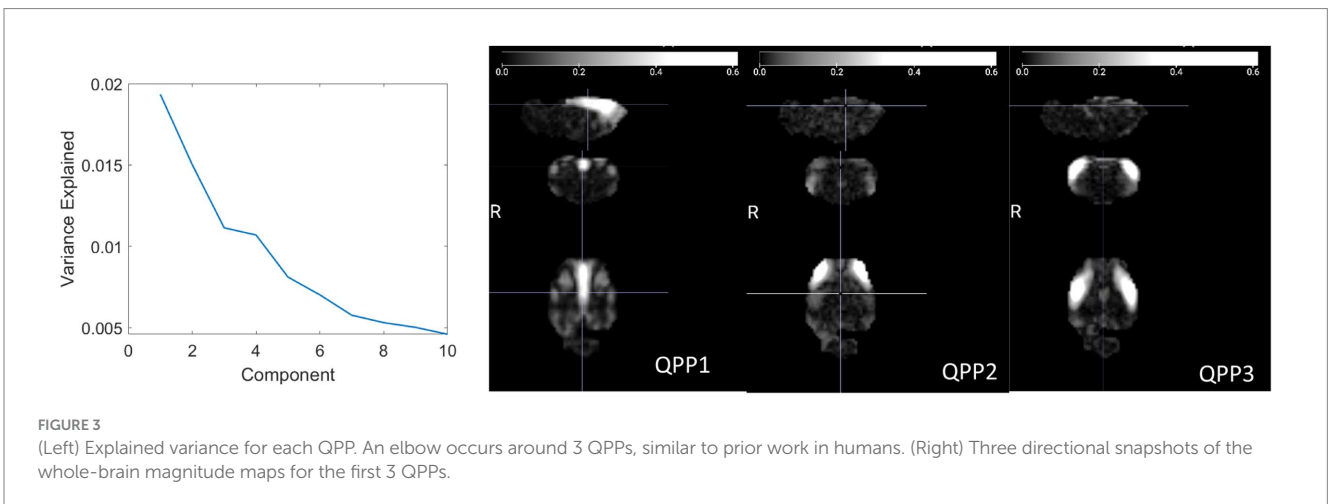 0.02
0.015
0.01
0.005
0 2 4 6 8 10
Variance Explained
Component
0.0 0.2 0.4 0.6
R
QPP1
0.0 0.2 0.4 0.6
R
QPP2
0.0 0.2 0.4 0.6
R
QPP3
FIGURE 3
(Left) Explained variance for each QPP. An elbow occurs around 3 QPPs, similar to prior work in humans. (Right) Three directional snapshots of the
whole-brain magnitude maps for the first 3 QPPs.